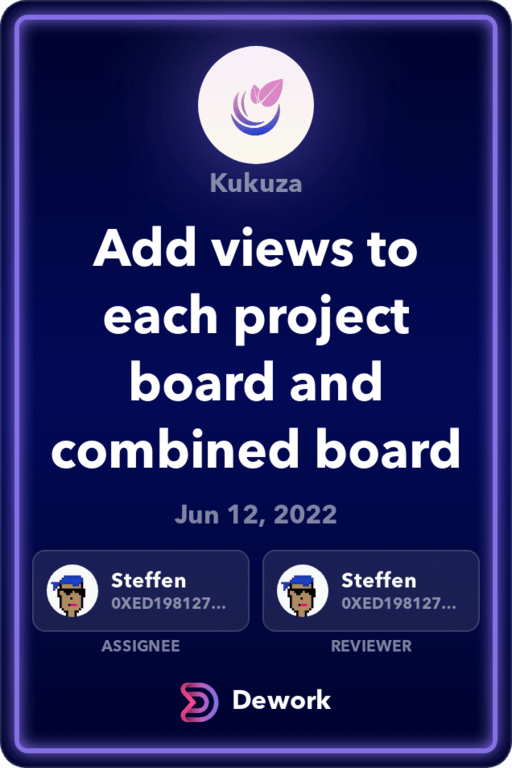 Kukuza
Add views to
each project
board and
combined board
Jun 12, 2022
Steffen
0XED198127...
ASSIGNEE
Steffen
0XED198127...
REVIEWER
Dework